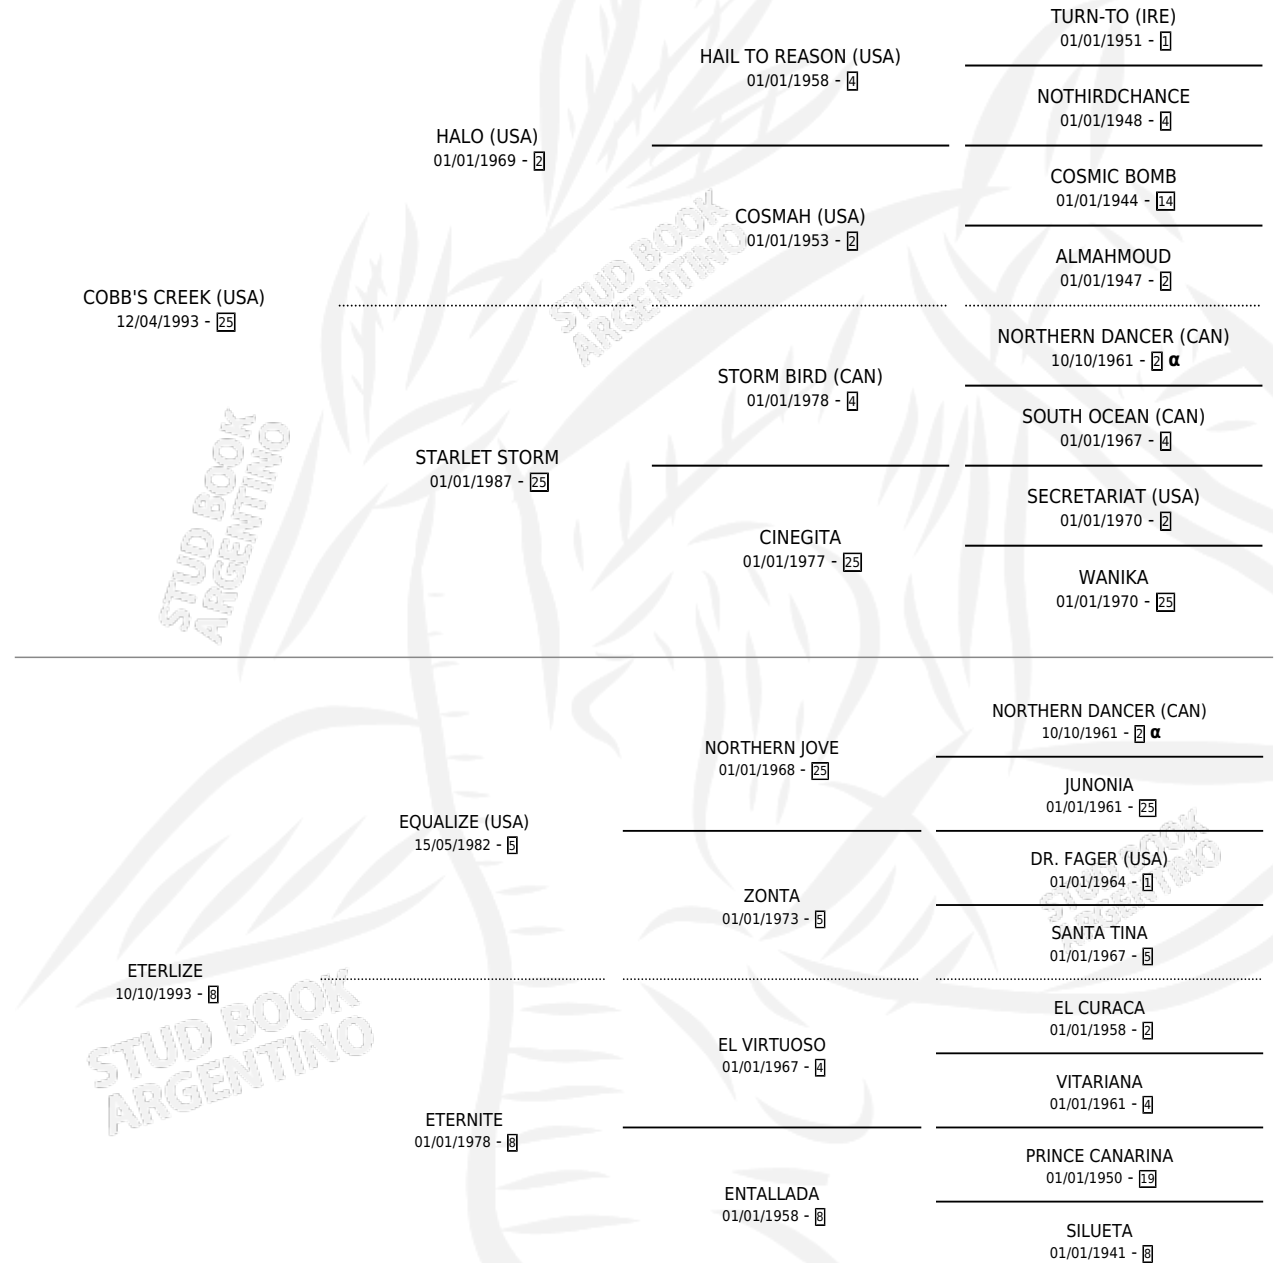 TURN-TO (IRE)
01/01/1951 - 1
HAIL TO REASON (USA)
01/01/1958 - 4
NOTHIRDCHANCE
01/01/1948 - 4
HALO (USA)
01/01/1969 - 2
COSMIC BOMB
01/01/1944 - 14
COSMAH (USA)
01/01/1953 - 2
ALMAHMOUD
01/01/1947 - 2
COBB'S CREEK (USA)
12/04/1993 - 25
NORTHERN DANCER (CAN)
10/10/1961 - 2 α
STORM BIRD (CAN)
01/01/1978 - 4
SOUTH OCEAN (CAN)
01/01/1967 - 4
STARLET STORM
01/01/1987 - 25
SECRETARIAT (USA)
01/01/1970 - 2
CINEGITA
01/01/1977 - 25
WANIKA
01/01/1970 - 25
NORTHERN DANCER (CAN)
10/10/1961 - 2 α
NORTHERN JOVE
01/01/1968 - 25
JUNONIA
01/01/1961 - 25
EQUALIZE (USA)
15/05/1982 - 5
DR. FAGER (USA)
01/01/1964 - 1
ZONTA
01/01/1973 - 5
SANTA TINA
01/01/1967 - 5
ETERLIZE
10/10/1993 - 8
EL CURACA
01/01/1958 - 2
EL VIRTUOSO
01/01/1967 - 4
VITARIANA
01/01/1961 - 4
ETERNITE
01/01/1978 - 8
PRINCE CANARINA
01/01/1950 - 19
ENTALLADA
01/01/1958 - 8
SILUETA
01/01/1941 - 8
STUD BOOK
ARGENTINO
STUD BOOK
ARGENTINO
STUD BOOK
ARGENTINO
STUD BOOK
ARGENTINO